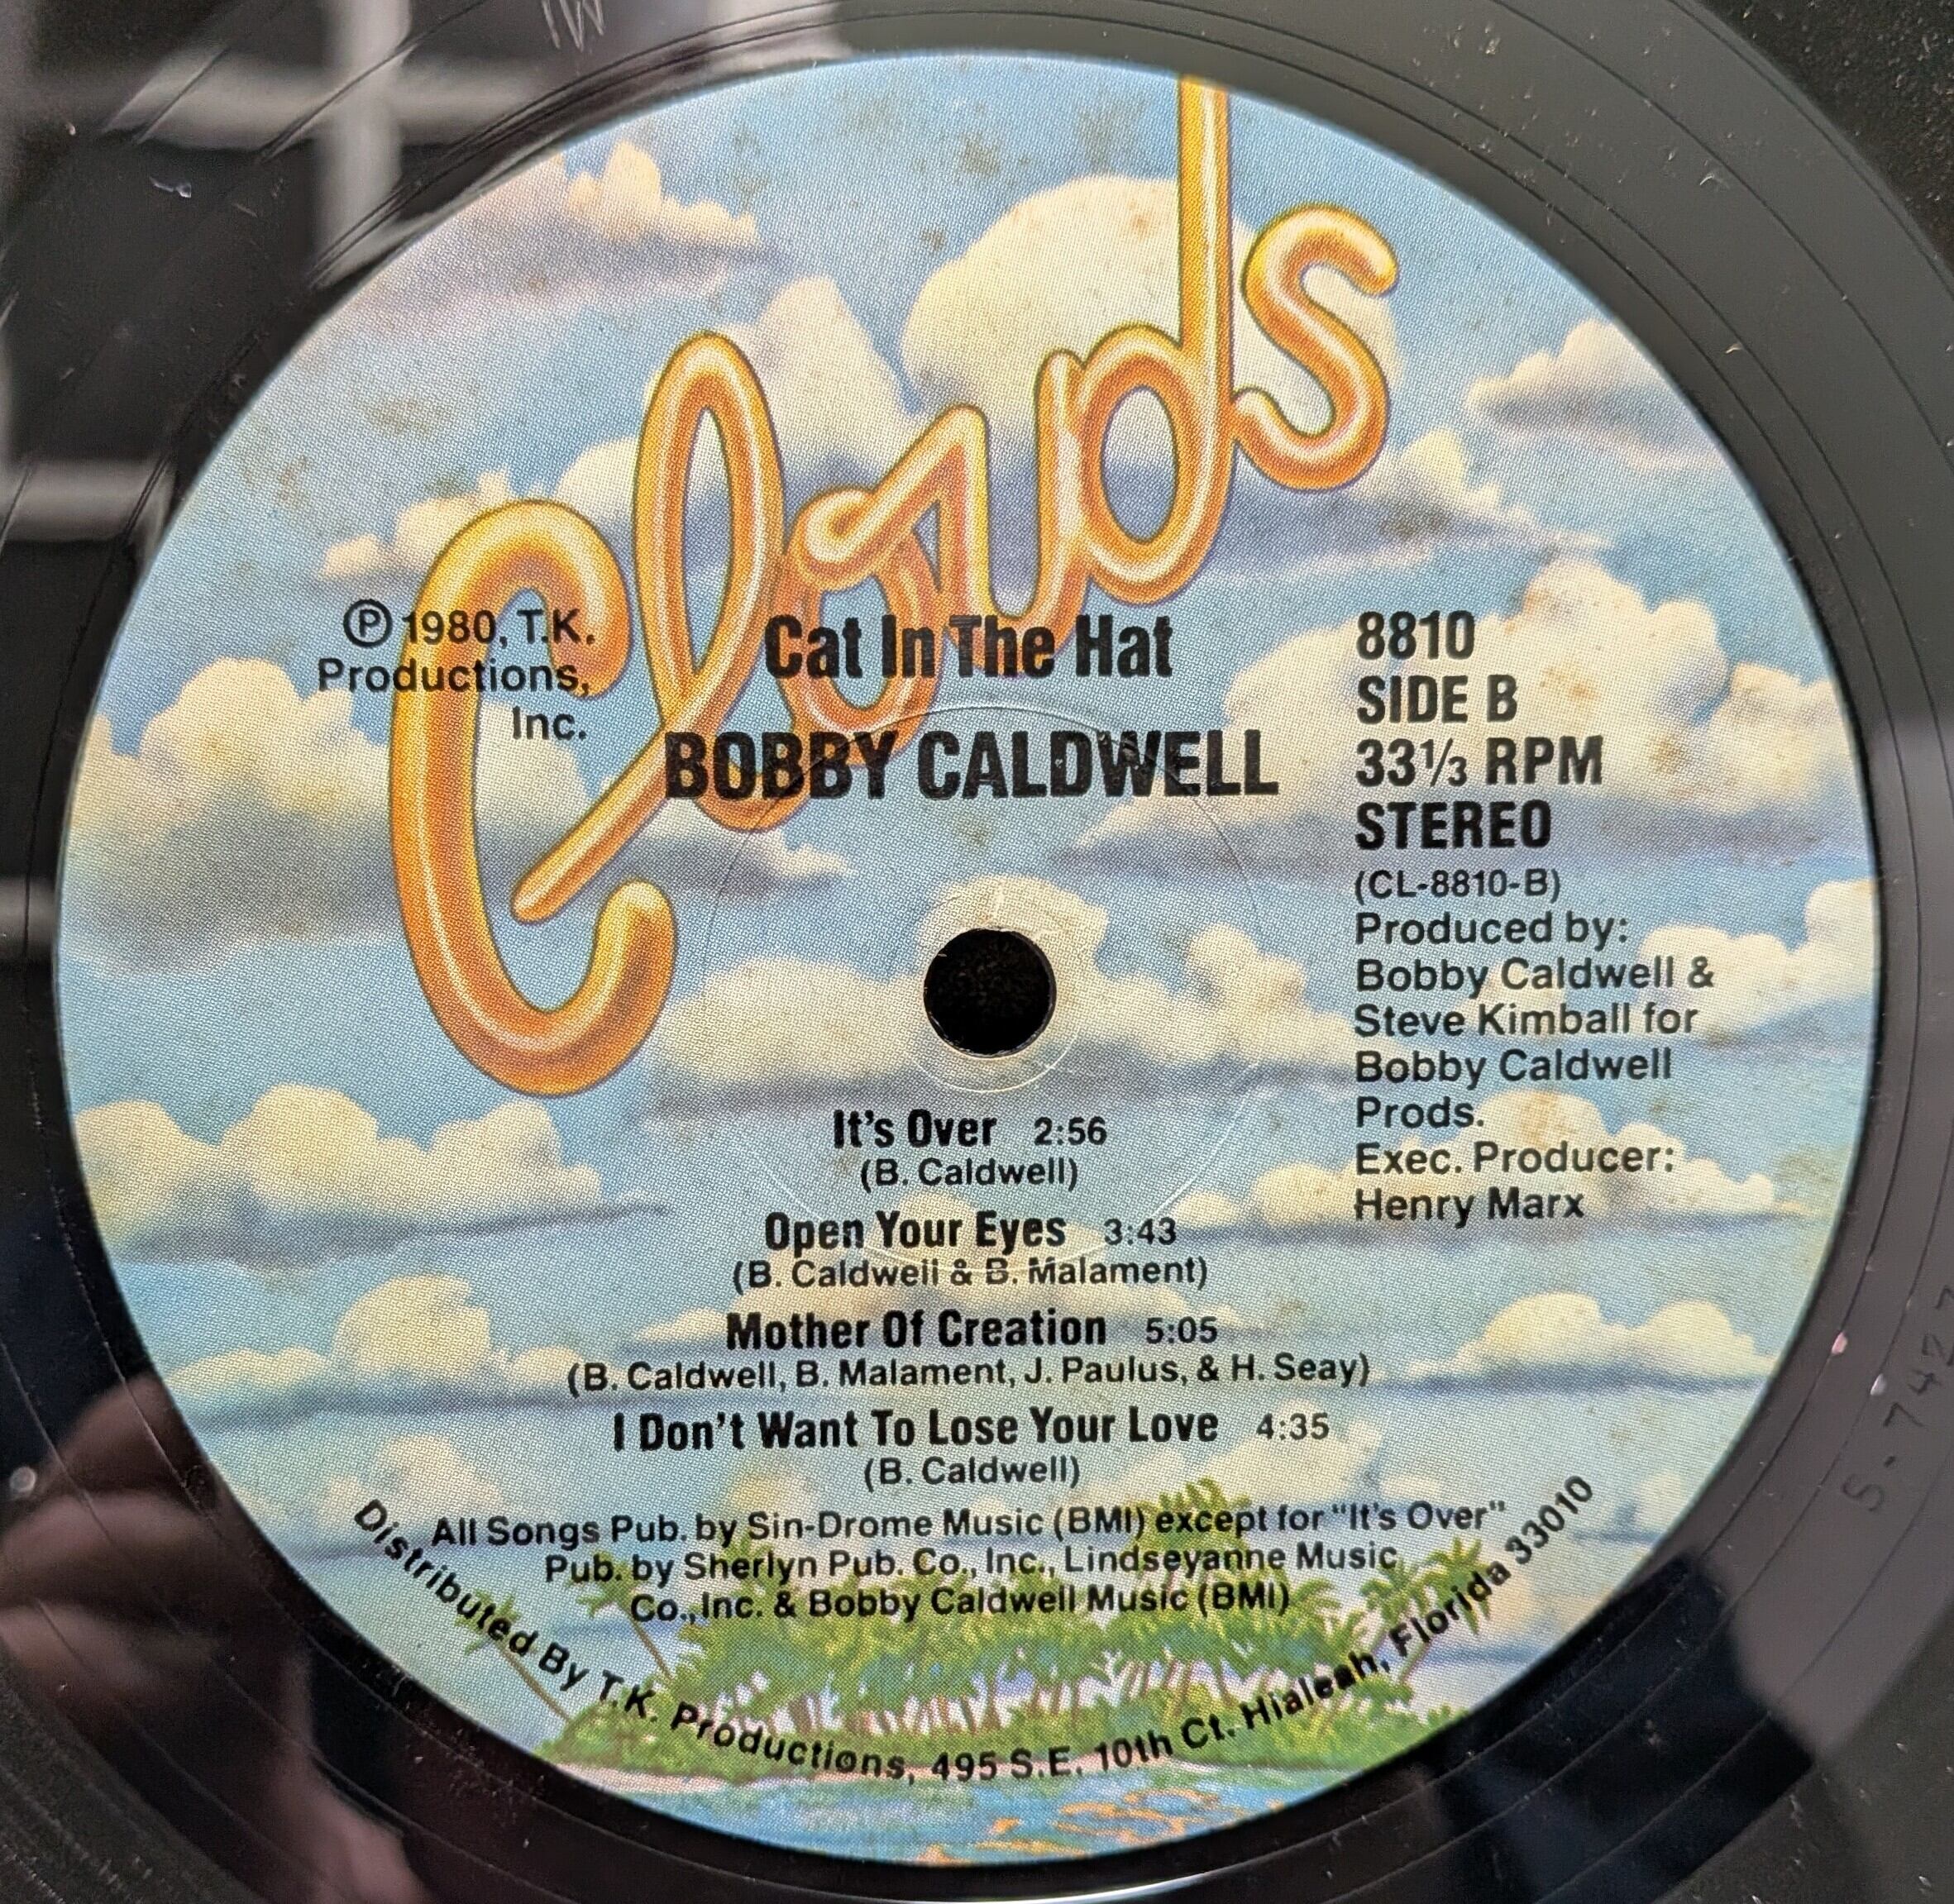 Clouds
℗ 1980, T.K.
Productions,
Inc.
Cat In The Hat
BOBBY CALDWELL
8810
SIDE B
33⅓ RPM
STEREO
(CL-8810-B)
Produced by:
Bobby Caldwell &
Steve Kimball for
Bobby Caldwell
Prods.
Exec. Producer:
Henry Marx
It's Over 2:56
(B. Caldwell)
Open Your Eyes 3:43
(B. Caldwell & B. Malament)
Mother Of Creation 5:05
(B. Caldwell, B. Malament, J. Paulus, & H. Seay)
I Don't Want To Lose Your Love 4:35
(B. Caldwell)
All Songs Pub. by Sin-Drome Music (BMI) except for "It's Over"
Pub. by Sherlyn Pub. Co., Inc., Lindseyanne Music
Co., Inc. & Bobby Caldwell Music (BMI)
Distributed By T.K. Productions, 495 S.E. 10th Ct. Hialeah, Florida 33010